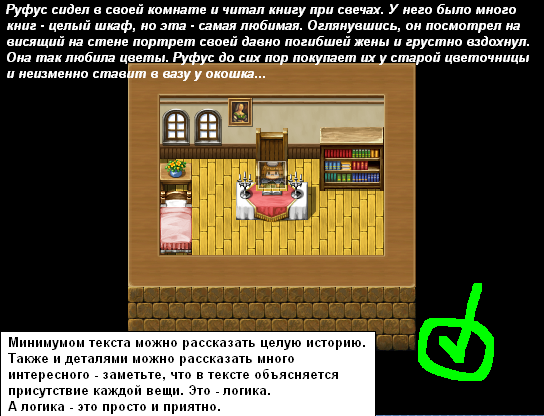 Руфус сидел в своей комнате и читал книгу при свечах. У него было много
книг - целый шкаф, но эта - самая любимая. Оглянувшись, он посмотрел на
висящий на стене портрет своей давно погибшей жены и грустно вздохнул.
Она так любила цветы. Руфус до сих пор покупает их у старой цветочницы
и неизменно ставит в вазу у окошка...
Минимумом текста можно рассказать целую историю.
Также и деталями можно рассказать много
интересного - заметьте, что в тексте объясняется
присутствие каждой вещи. Это - логика.
А логика - это просто и приятно.